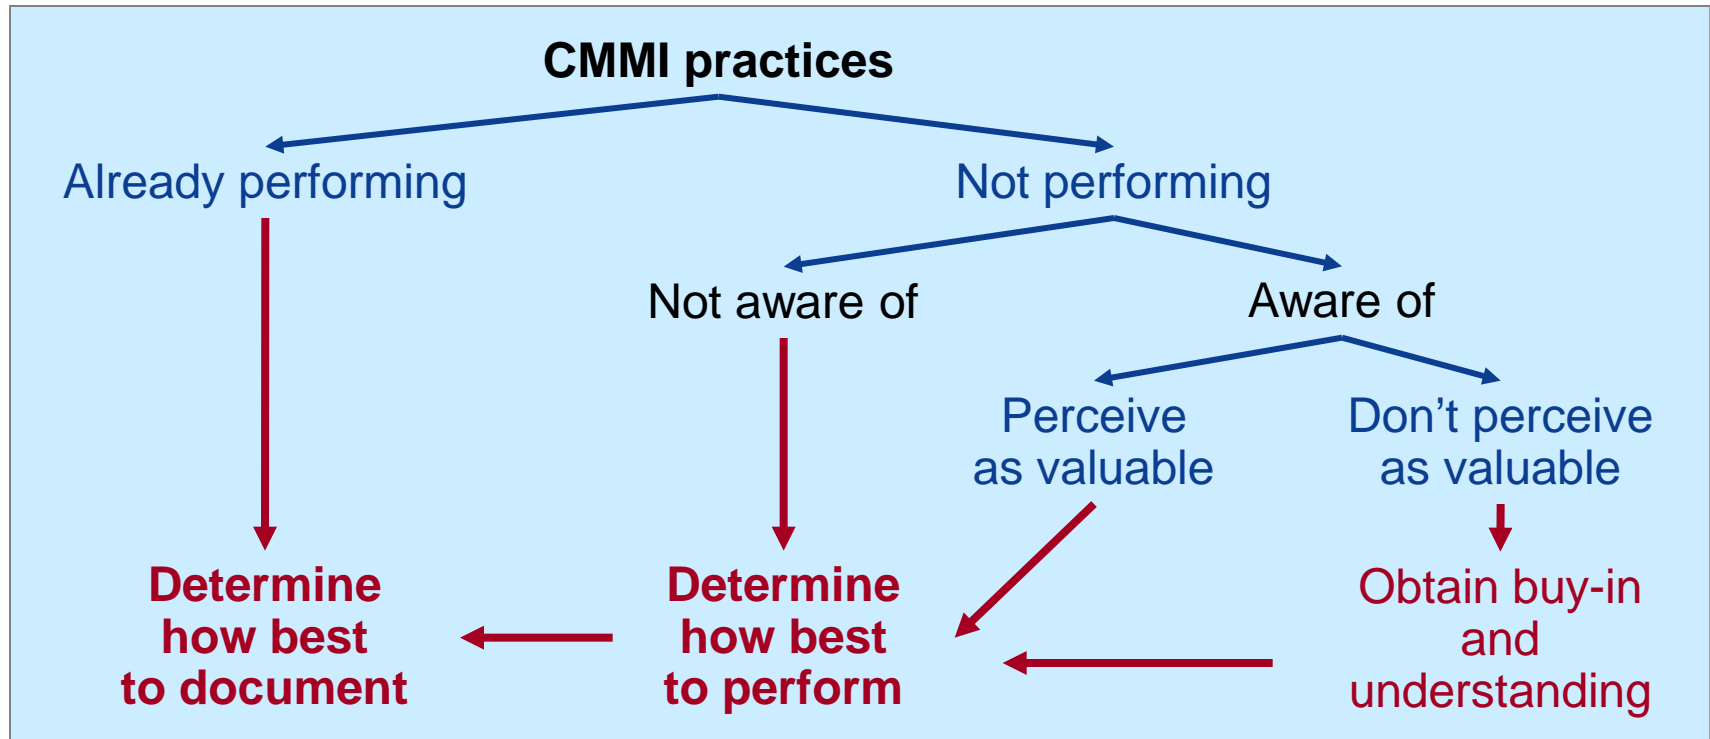 CMMI practices
Already performing
Not performing
Not aware of
Aware of
Perceive
as valuable
Don’t perceive
as valuable
Determine
how best
to document
Determine
how best
to perform
Obtain buy-in
and
understanding